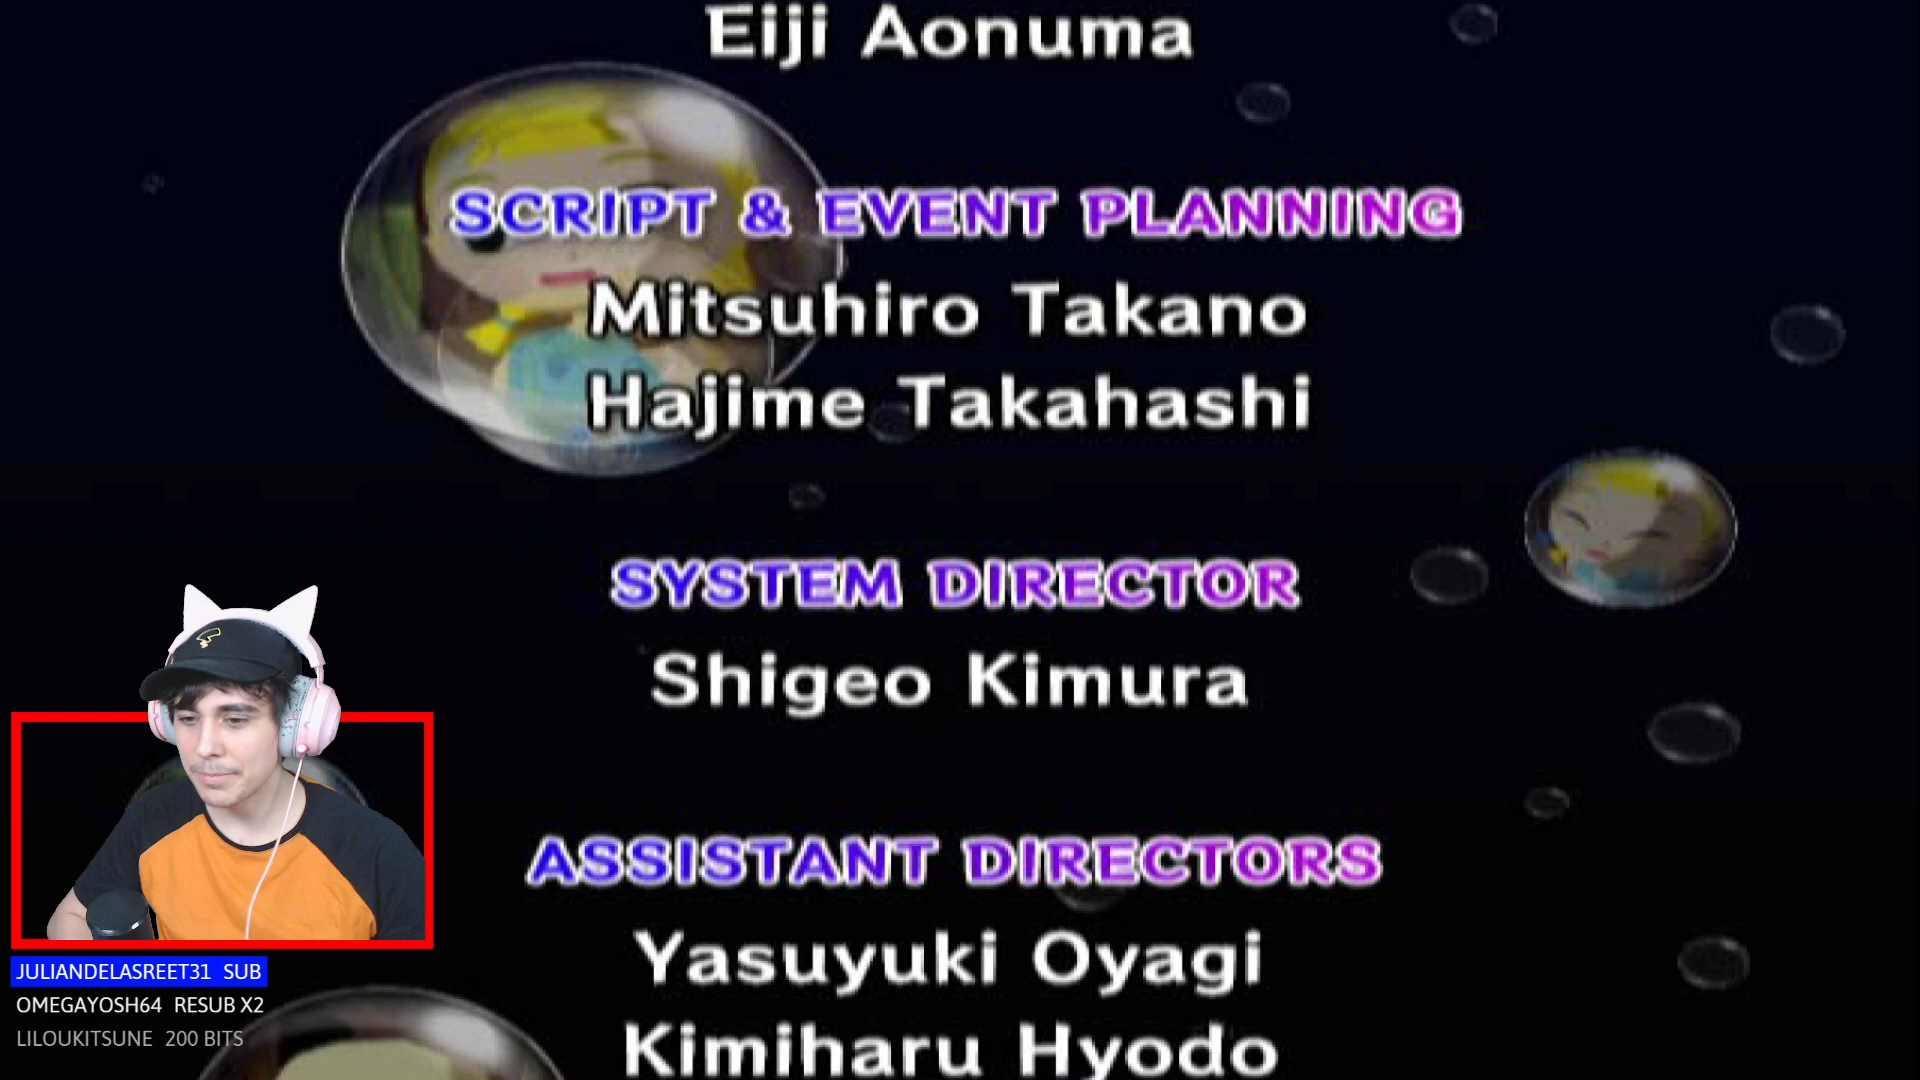 Eiji Aonuma
SCRIPT & EVENT PLANNING
Mitsuhiro Takano
Hajime Takahashi
SYSTEM DIRECTOR
Shigeo Kimura
ASSISTANT DIRECTORS
Yasuyuki Oyagi
Kimiharu Hyodo
JULIANDELASREET31 SUB
OMEGAYOSH64 RESUB X2
LILOUKITSUNE 200 BITS